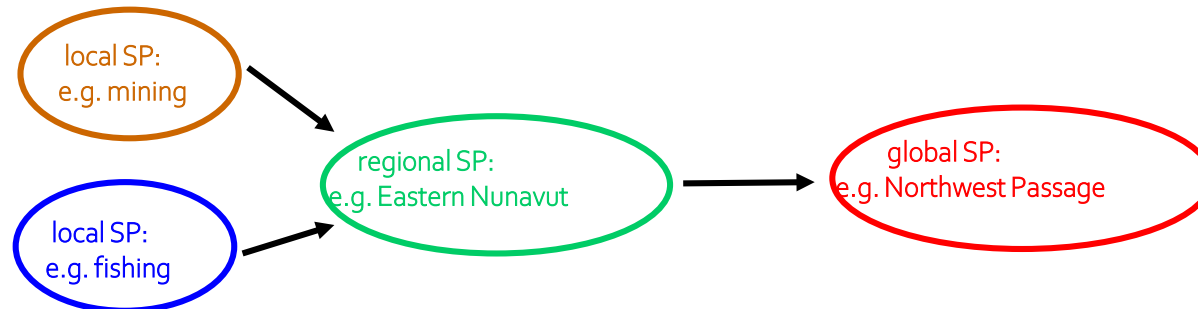 local SP:
e.g. mining
local SP:
e.g. fishing
regional SP:
e.g. Eastern Nunavut
global SP:
e.g. Northwest Passage